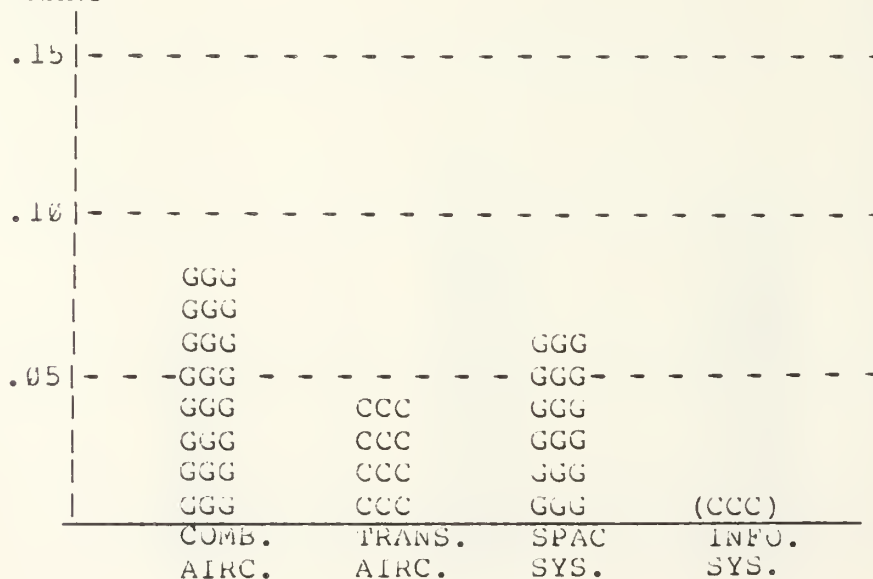 .15|- - - - - - - - - - - - - - - - - - - -
|
|
|
|
.10|- - - - - - - - - - - - - - - - - - - -
|
| GGG
| GGG
| GGG GGG
.05|- - -GGG - - - - - - - GGG- - - - - - -
| GGG CCC GGG
| GGG CCC GGG
| GGG CCC GGG
| GGG CCC GGG (CCC)
COMB. TRANS. SPAC INFO.
AIRC. AIRC. SYS. SYS.